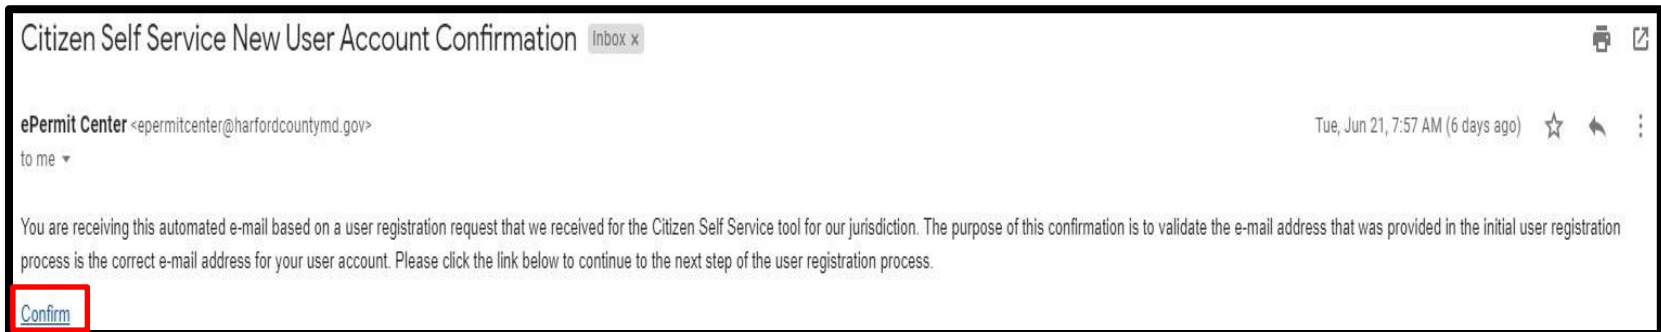 Citizen Self Service New User Account Confirmation Inbox x
ePermit Center <epermitcenter@harfordcountymd.gov> Tue, Jun 21, 7:57 AM (6 days ago)
to me
You are receiving this automated e-mail based on a user registration request that we received for the Citizen Self Service tool for our jurisdiction. The purpose of this confirmation is to validate the e-mail address that was provided in the initial user registration
process is the correct e-mail address for your user account. Please click the link below to continue to the next step of the user registration process.
Confirm